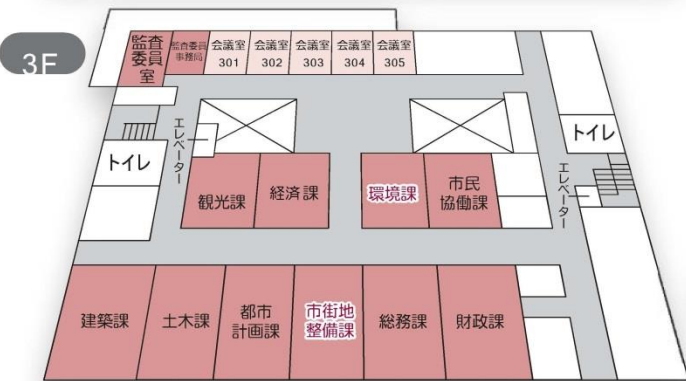 3F
監査
委員
室
監査委員
事務局
会議室
301
会議室
302
会議室
303
会議室
304
会議室
305
トイレ
エレベーター
トイレ
エレベーター
観光課
経済課
環境課
市民
協働課
建築課
土木課
都市
計画課
市街地
整備課
総務課
財政課